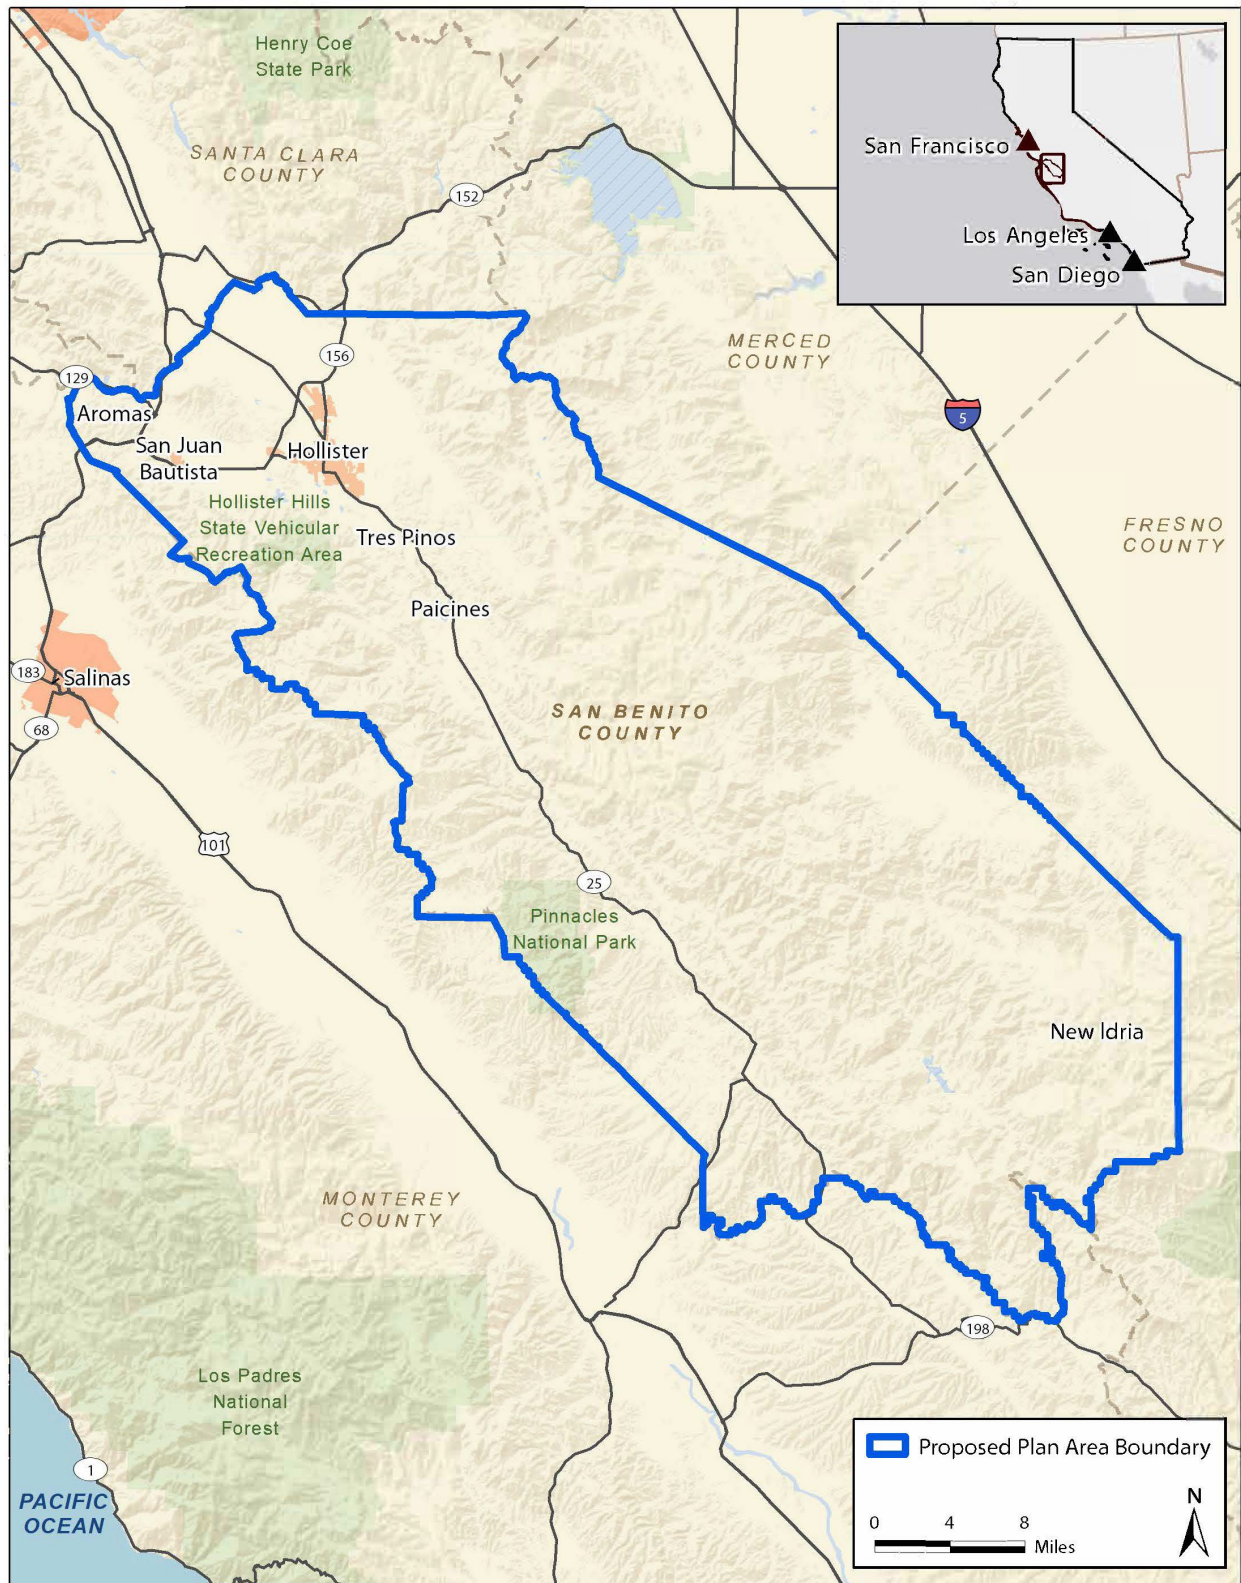 Henry Coe
State Park
SANTA CLARA
COUNTY
152
San Francisco
Los Angeles
San Diego
MERCED
COUNTY
156
129
5
Aromas
San Juan
Bautista
Hollister
Hollister Hills
State Vehicular
Recreation Area
Tres Pinos
FRESNO
COUNTY
Paicines
183
Salinas
68
SAN BENITO
COUNTY
101
25
Pinnacles
National Park
New Idria
MONTEREY
COUNTY
198
Los Padres
National
Forest
1
PACIFIC
OCEAN
Proposed Plan Area Boundary
N
0 4 8
Miles